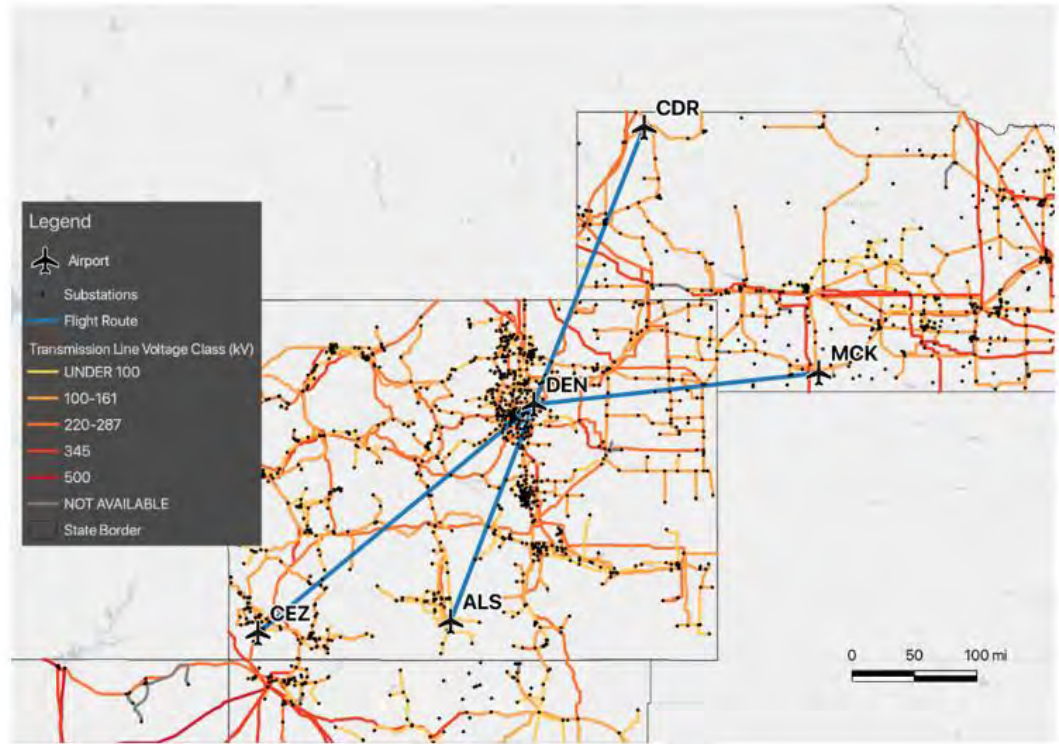 CDR
Legend
Airport
Substations
Flight Route
Transmission Line Voltage Class (kV)
UNDER 100
100-161
220-287
345
500
NOT AVAILABLE
State Border
MCK
DEN
CEZ
ALS
0 50 100 mi